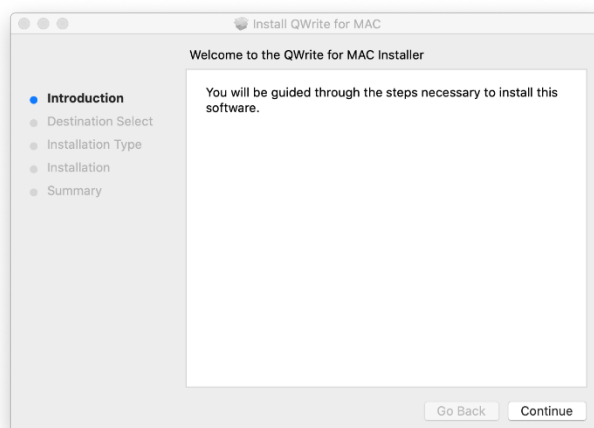 Install QWrite for MAC
Welcome to the QWrite for MAC Installer
Introduction
Destination Select
Installation Type
Installation
Summary
You will be guided through the steps necessary to install this
software.
Go Back
Continue